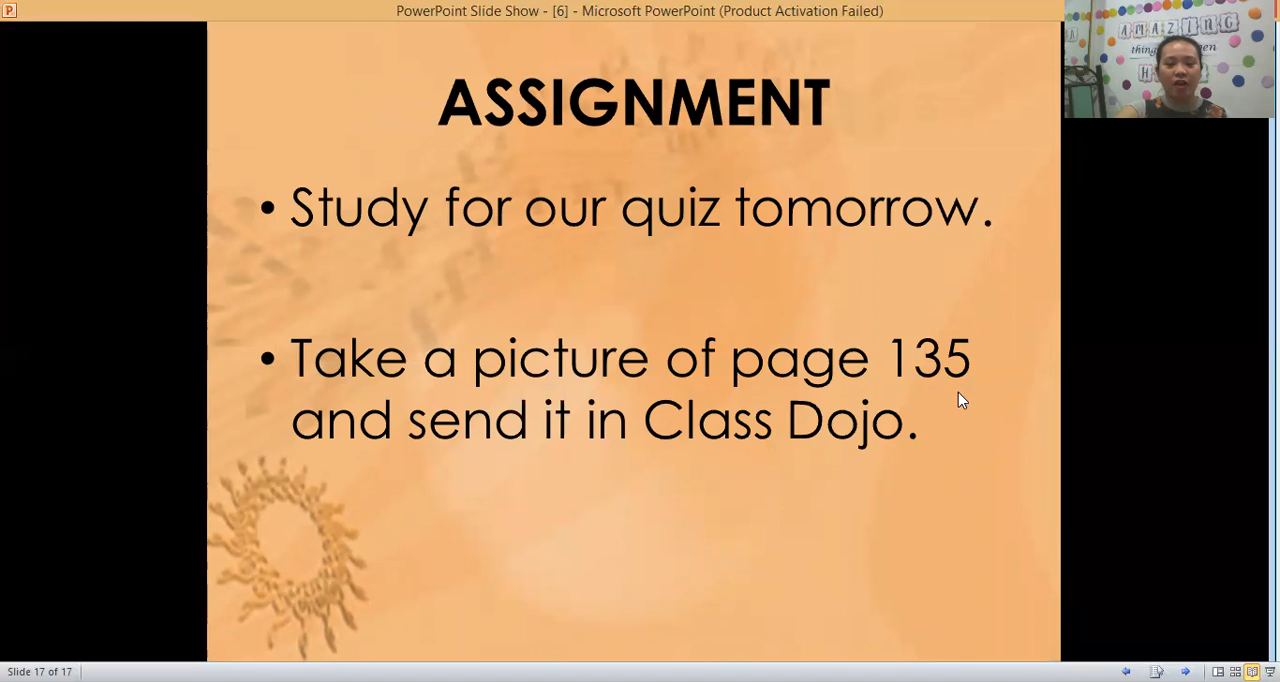 PowerPoint Slide Show - [6] - Microsoft PowerPoint (Product Activation Failed)
AMAZING
ASSIGNMENT
• Study for our quiz tomorrow.
• Take a picture of page 135
and send it in Class Dojo.
Slide 17 of 17